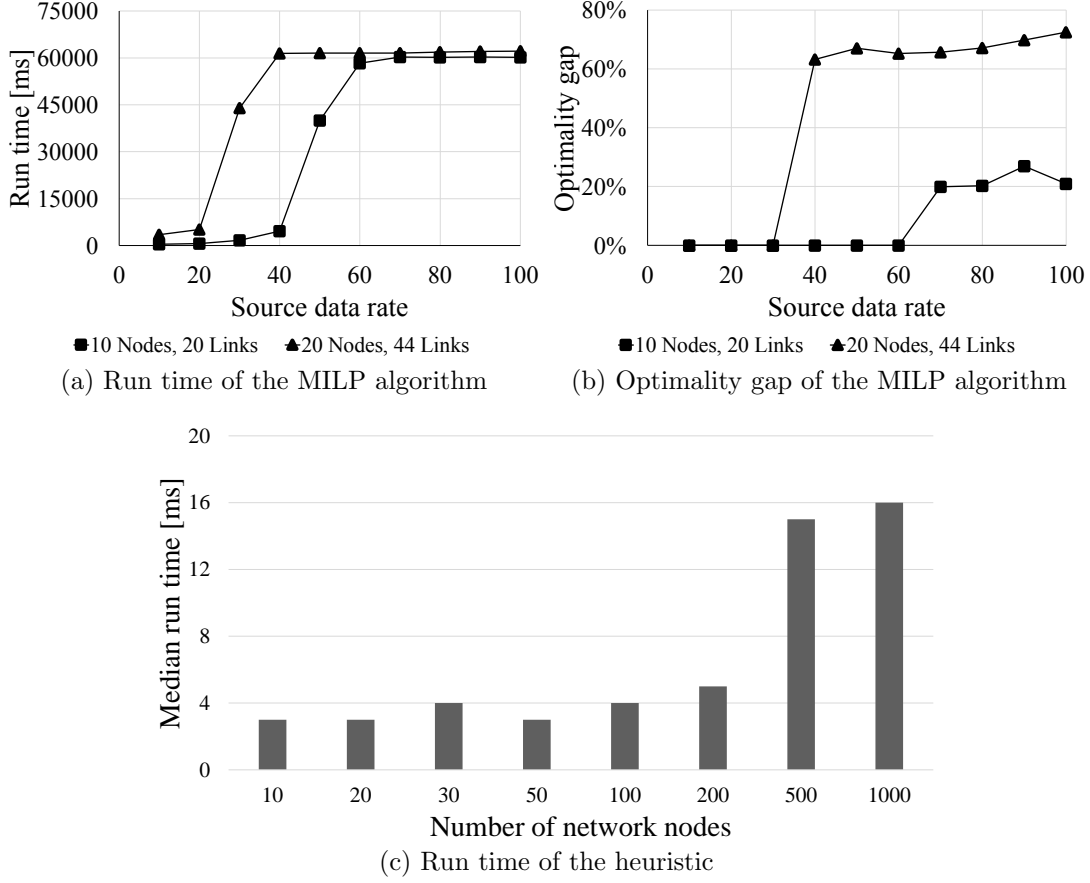 75000
60000
45000
30000
15000
0
Run time [ms]
0 20 40 60 80 100
Source data rate
10 Nodes, 20 Links 20 Nodes, 44 Links
(a) Run time of the MILP algorithm
80%
60%
40%
20%
0%
Optimality gap
0 20 40 60 80 100
Source data rate
10 Nodes, 20 Links 20 Nodes, 44 Links
(b) Optimality gap of the MILP algorithm
20
16
12
8
4
0
Median run time [ms]
10 20 30 50 100 200 500 1000
Number of network nodes
(c) Run time of the heuristic